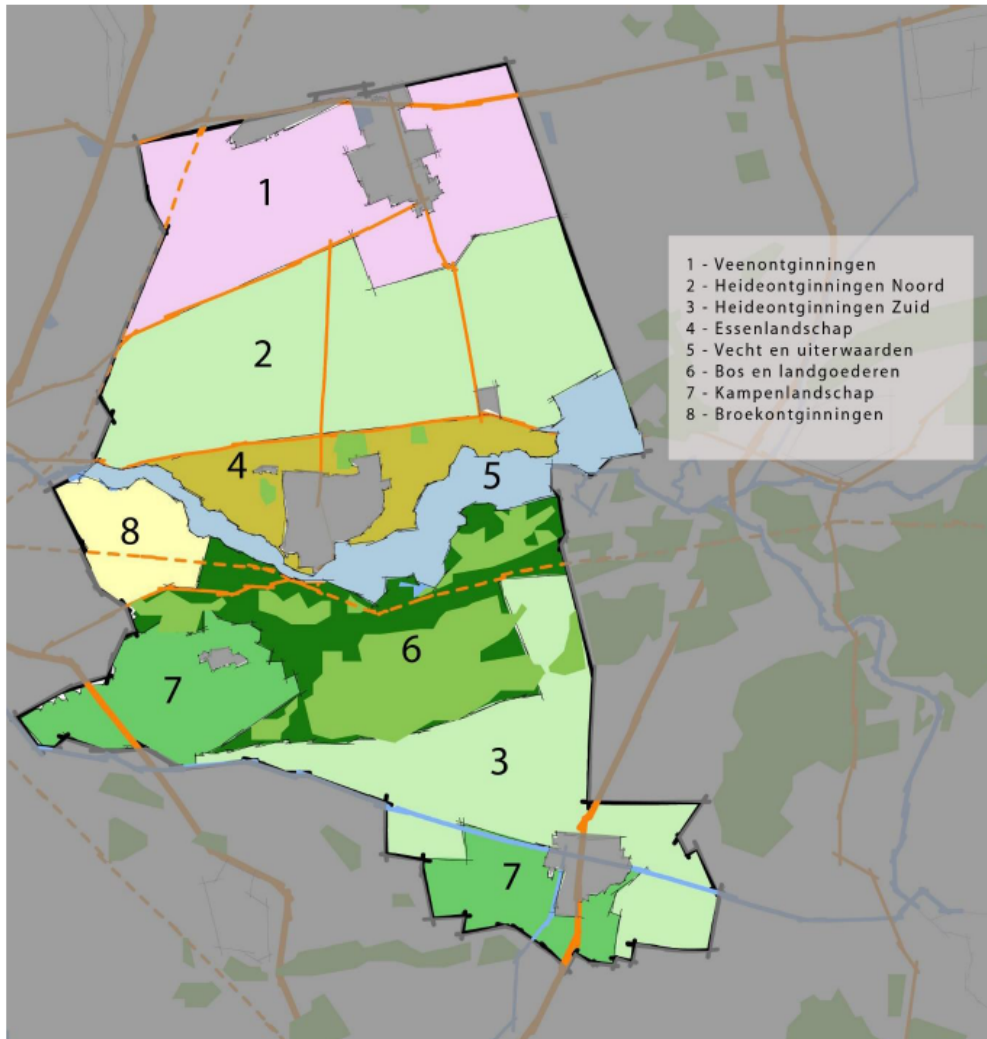 1
1 - Veenontginningen
2 - Heideontginningen Noord
3 - Heideontginningen Zuid
4 - Essenlandschap
5 - Vecht en uiterwaarden
6 - Bos en landgoederen
7 - Kampenlandschap
8 - Broekontginningen
2
4
5
8
6
7
3
7